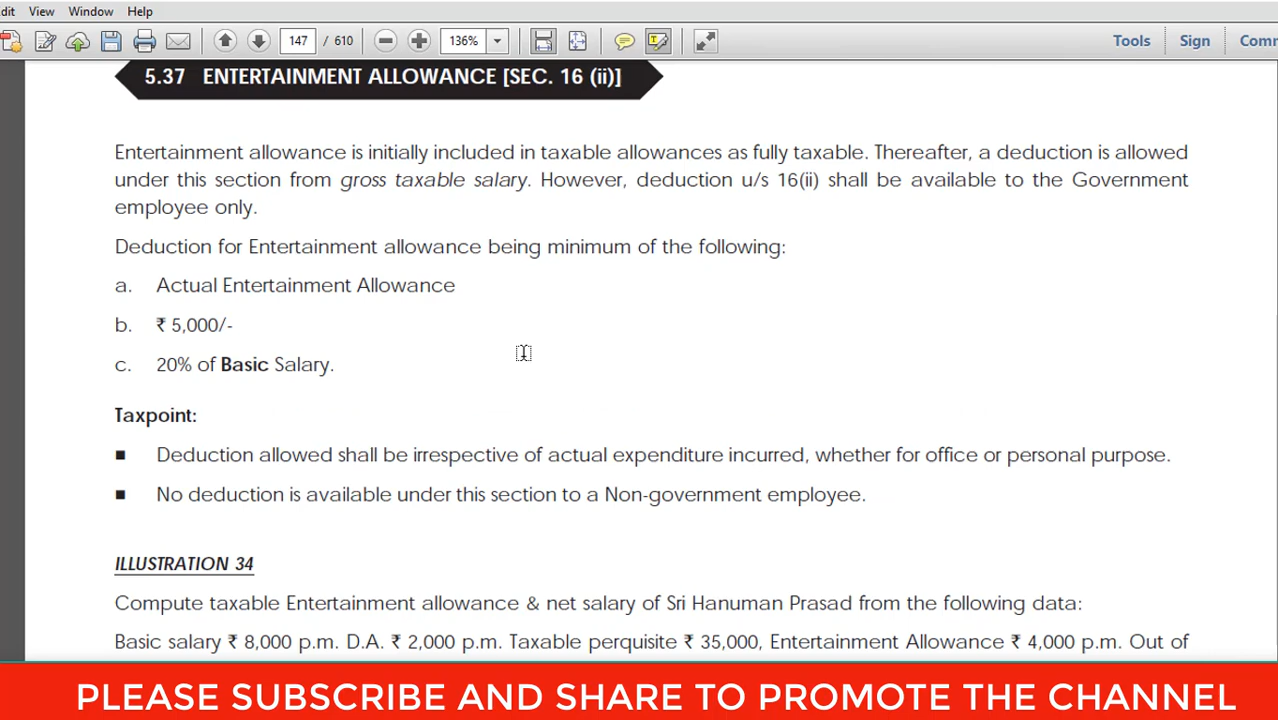 dit View Window Help
147 / 610 136% Tools Sign Comm
5.37 ENTERTAINMENT ALLOWANCE [SEC. 16 (ii)]
Entertainment allowance is initially included in taxable allowances as fully taxable. Thereafter, a deduction is allowed
under this section from gross taxable salary. However, deduction u/s 16(ii) shall be available to the Government
employee only.
Deduction for Entertainment allowance being minimum of the following:
a. Actual Entertainment Allowance
b. ₹ 5,000/-
c. 20% of Basic Salary.
Taxpoint:
■ Deduction allowed shall be irrespective of actual expenditure incurred, whether for office or personal purpose.
■ No deduction is available under this section to a Non-government employee.
ILLUSTRATION 34
Compute taxable Entertainment allowance & net salary of Sri Hanuman Prasad from the following data:
Basic salary ₹ 8,000 p.m. D.A. ₹ 2,000 p.m. Taxable perquisite ₹ 35,000, Entertainment Allowance ₹ 4,000 p.m. Out of
PLEASE SUBSCRIBE AND SHARE TO PROMOTE THE CHANNEL